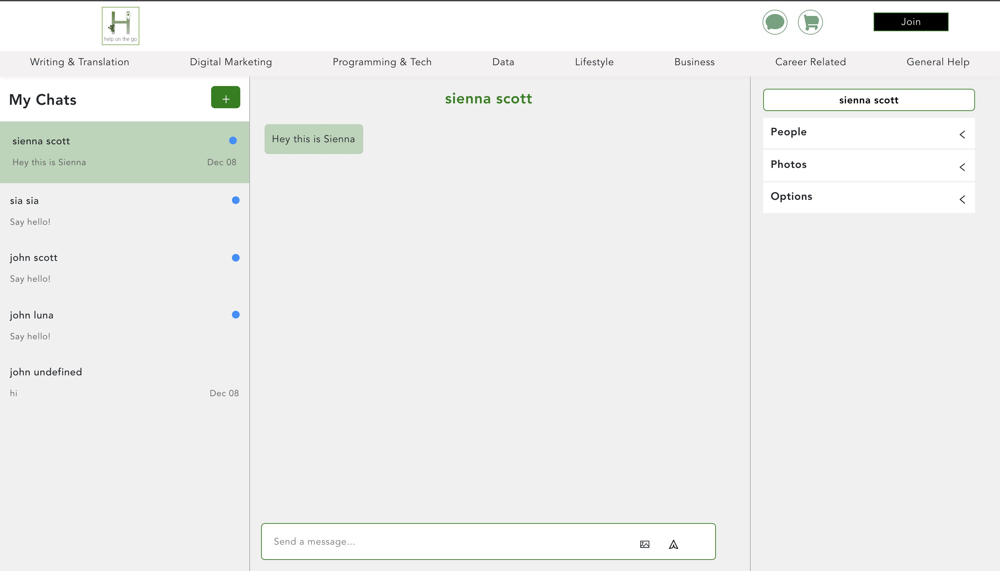 H
help on the go
Join
Writing & Translation
Digital Marketing
Programming & Tech
Data
Lifestyle
Business
Career Related
General Help
My Chats
+
sienna scott
Hey this is Sienna
Dec 08
sia sia
Say hello!
john scott
Say hello!
john luna
Say hello!
john undefined
hi
Dec 08
sienna scott
Hey this is Sienna
Send a message...
sienna scott
People
Photos
Options